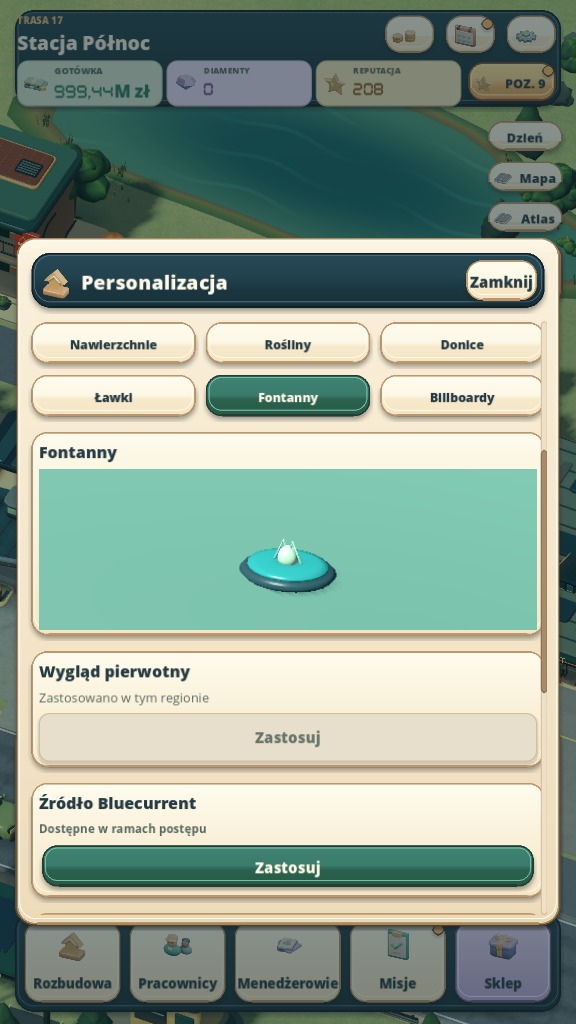 TRASA 17
Stacja Północ
GOTÓWKA
999,44M zł
DIAMENTY
0
REPUTACJA
208
POZ. 9
Dzień
Mapa
Atlas
Personalizacja
Zamknij
Nawierzchnie
Rośliny
Donice
Ławki
Fontanny
Billboardy
Fontanny
Wygląd pierwotny
Zastosowano w tym regionie
Zastosuj
Źródło Bluecurrent
Dostępne w ramach postępu
Zastosuj
Rozbudowa
Pracownicy
Menedżerowie
Misje
Sklep